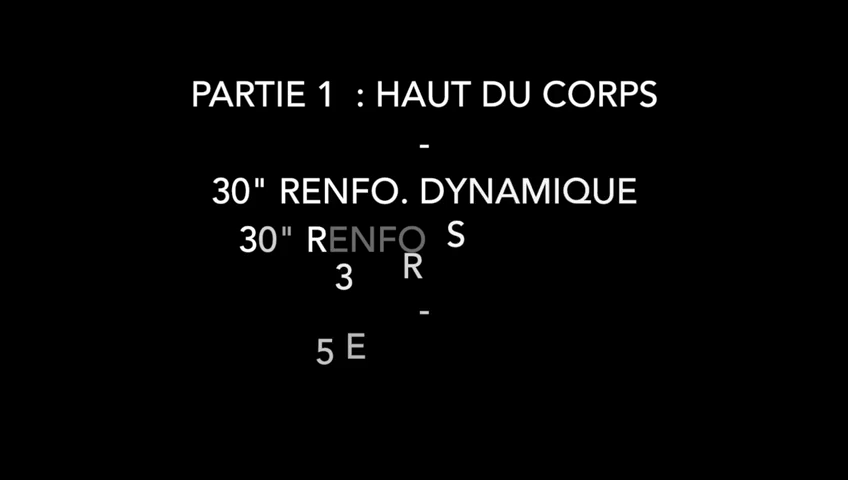 PARTIE 1 : HAUT DU CORPS
-
30" RENFO. DYNAMIQUE
30" RENFO S
3 R
-
5 E